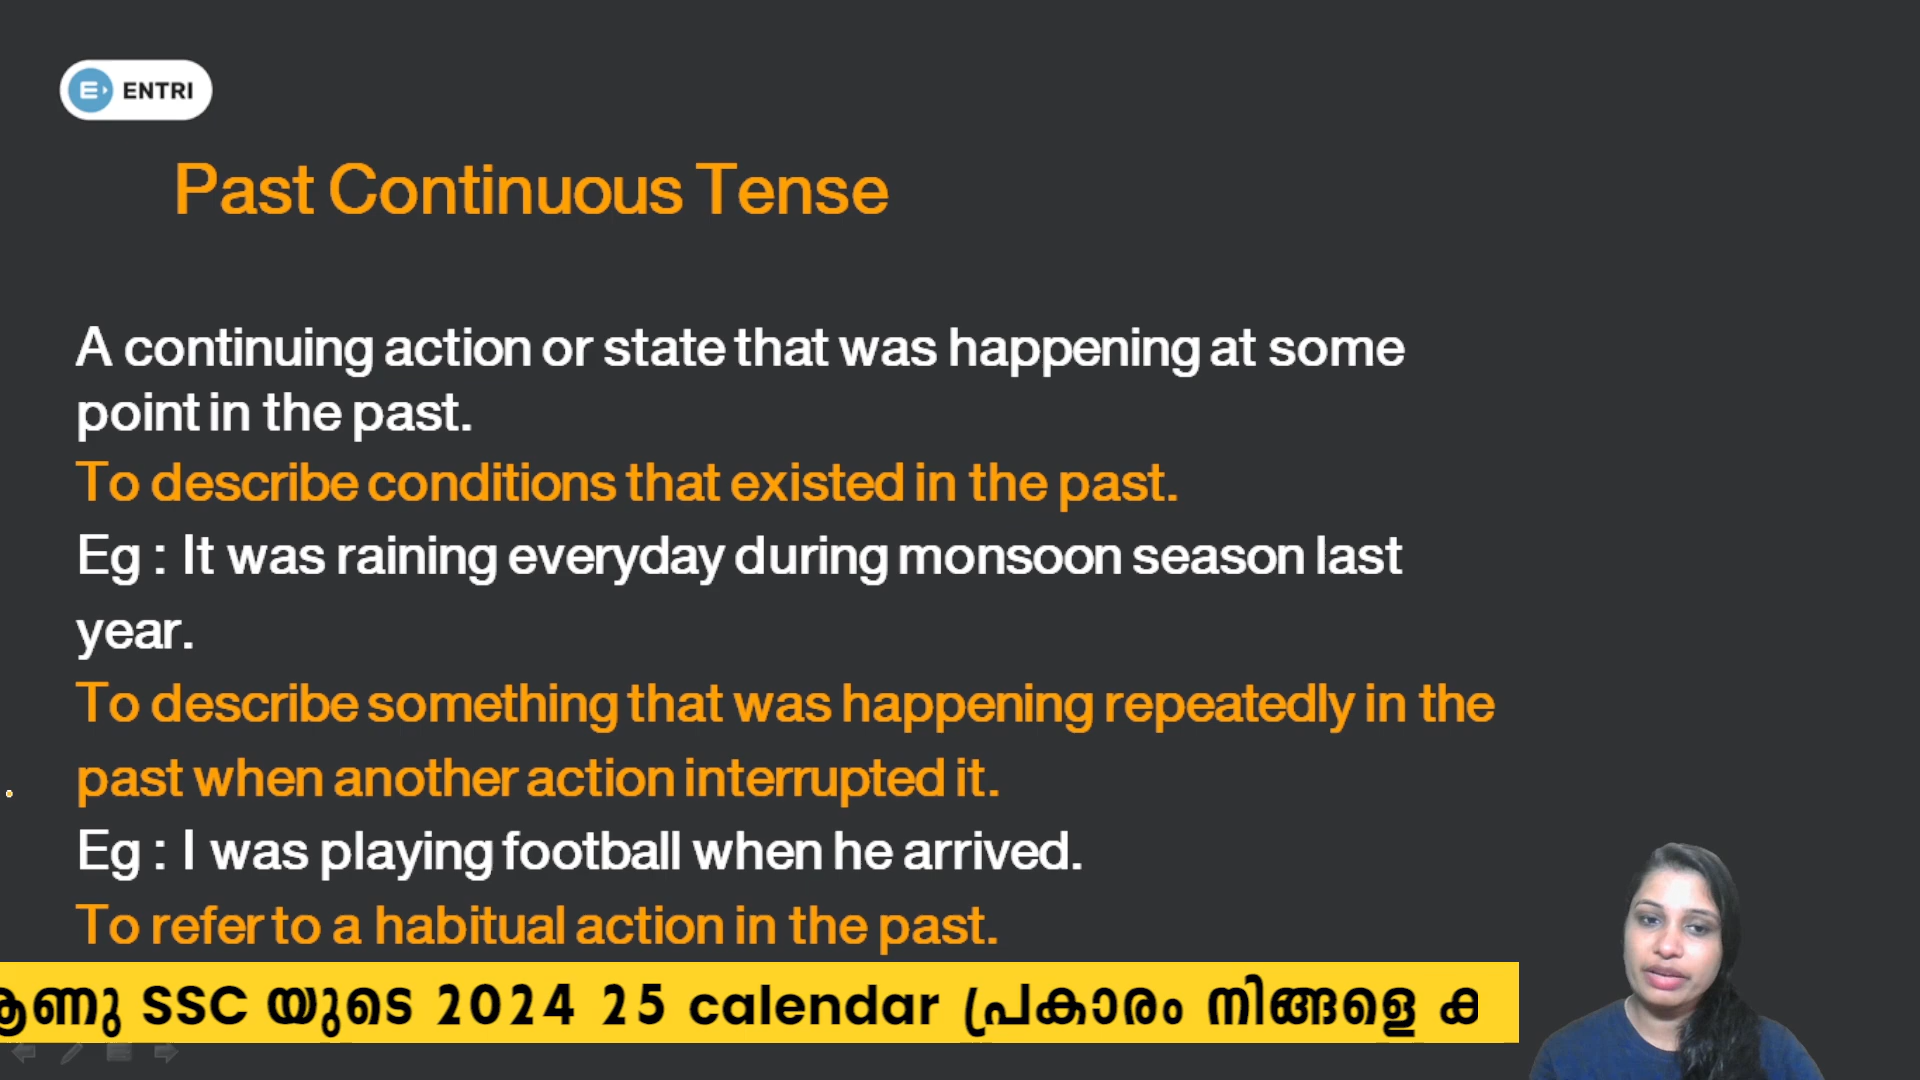 ENTRI
Past Continuous Tense
A continuing action or state that was happening at some
point in the past.
To describe conditions that existed in the past.
Eg : It was raining everyday during monsoon season last
year.
To describe something that was happening repeatedly in the
past when another action interrupted it.
Eg : I was playing football when he arrived.
To refer to a habitual action in the past.
SSC യുടെ 2024 25 calendar പ്രകാരം നിങ്ങളെ